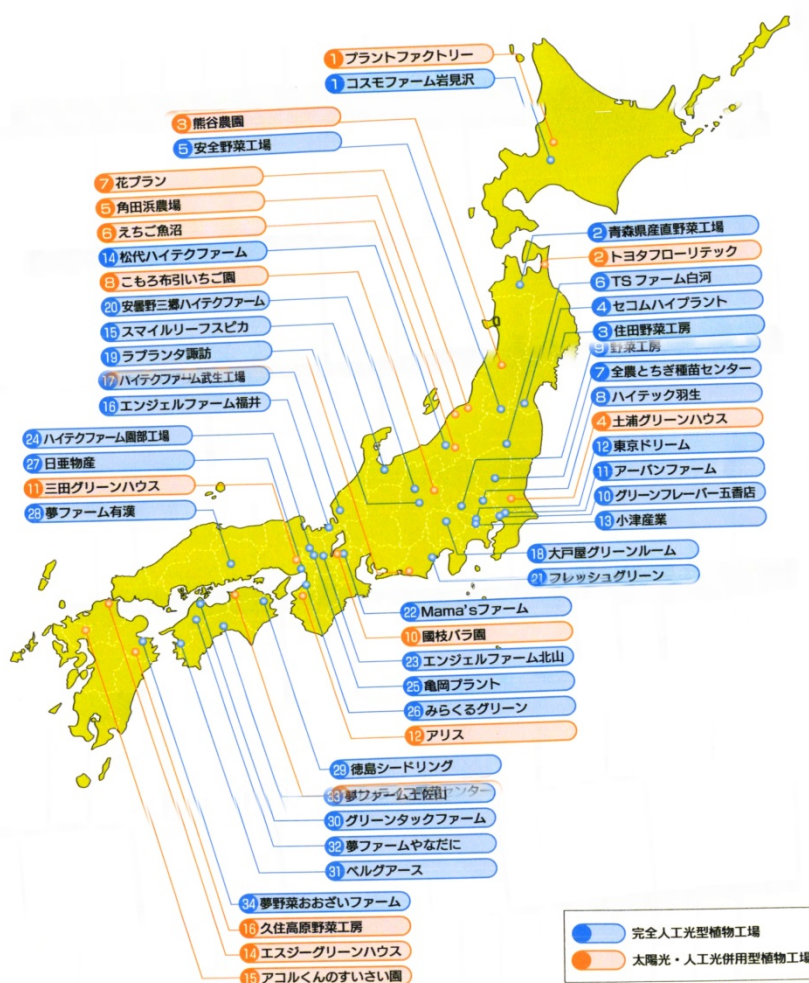 1 プラントファクトリー
1 コスモファーム岩見沢
3 熊谷農園
5 安全野菜工場
7 花プラン
5 角田浜農場
6 えちご魚沼
14 松代ハイテクファーム
8 こもろ布引いちご園
20 安曇野三郷ハイテクファーム
15 スマイルリーフスピカ
19 ラプランタ諏訪
17 ハイテクファーム武生工場
16 エンジェルファーム福井
24 ハイテクファーム園部工場
27 日亜物産
11 三田グリーンハウス
28 夢ファーム有漢
2 青森県産直野菜工場
2 トヨタフローリテック
6 TSファーム白河
4 セコムハイプラント
3 住田野菜工房
9 野菜工房
7 全農とちぎ種苗センター
8 ハイテック羽生
4 土浦グリーンハウス
12 東京ドリーム
11 アーバンファーム
10 グリーンフレーバー五香店
13 小津産業
18 大戸屋グリーンルーム
21 フレッシュグリーン
22 Mama'sファーム
10 國枝バラ園
23 エンジェルファーム北山
25 亀岡プラント
26 みらくるグリーン
12 アリス
29 徳島シードリング
33 夢ファーム土佐山
センター
30 グリーンタックファーム
32 夢ファームやなだに
31 ベルグアース
34 夢野菜おおざいファーム
16 久住高原野菜工房
14 エスジーグリーンハウス
15 アコルくんのすいさい園
完全人工光型植物工場
太陽光・人工光併用型植物工場